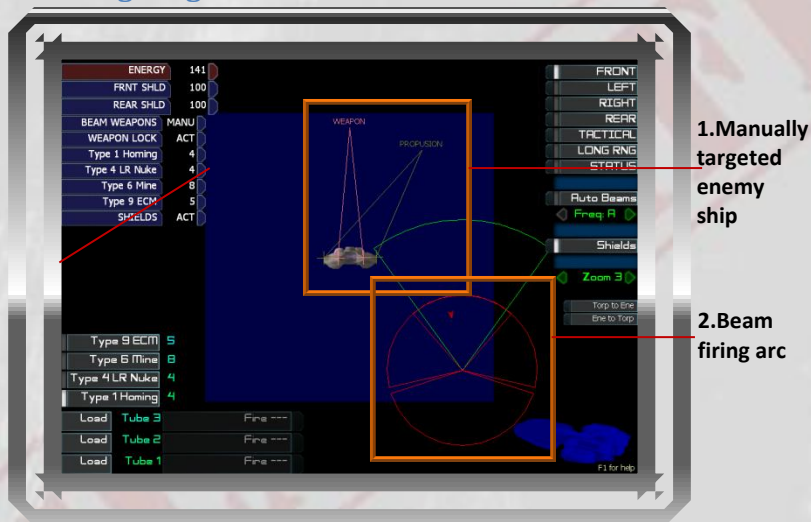 ENERGY 141
FRNT SHLD 100
REAR SHLD 100
BEAM WEAPONS MANU
WEAPON LOCK ACT
Type 1 Homing 4
Type 4 LR Nuke 4
Type 6 Mine 8
Type 9 ECM 5
SHIELDS ACT
WEAPON
PROPUSION
FRONT
LEFT
RIGHT
REAR
TACTICAL
LONG RNG
STATUS
Auto Beams
Freq: A
Shields
Zoom 3
Torp to Ene
Ene to Torp
1.Manually
targeted
enemy
ship
2.Beam
firing arc
Type 9 ECM 5
Type 6 Mine 8
Type 4 LR Nuke 4
Type 1 Homing 4
Load Tube 3 Fire ---
Load Tube 2 Fire ---
Load Tube 1 Fire ---
F1 for help